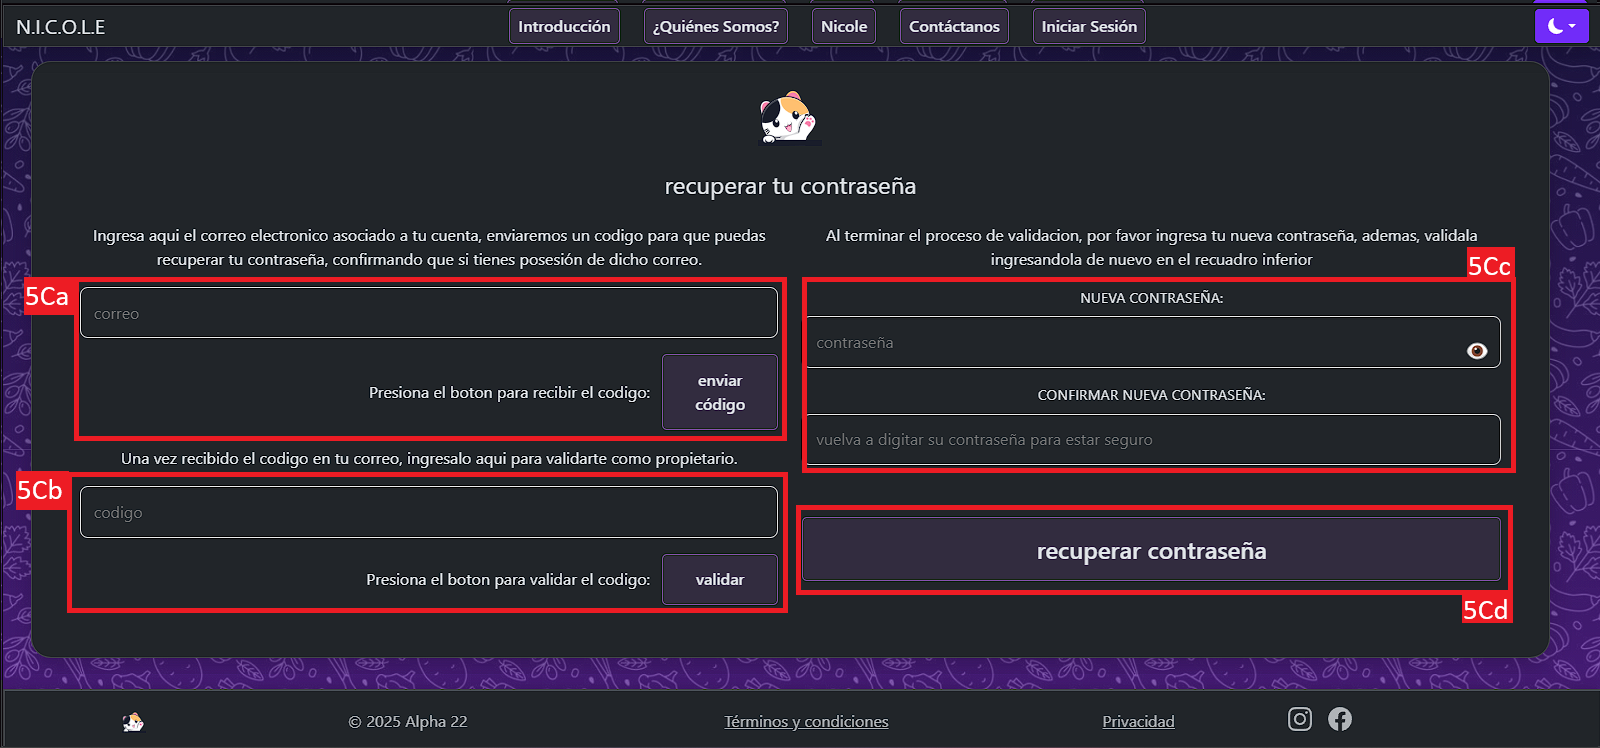 N.I.C.O.L.E
Introducción
¿Quiénes Somos?
Nicole
Contáctanos
Iniciar Sesión
recuperar tu contraseña
Ingresa aqui el correo electronico asociado a tu cuenta, enviaremos un codigo para que puedas
recuperar tu contraseña, confirmando que si tienes posesión de dicho correo.
5Ca
correo
Presiona el boton para recibir el codigo:
enviar
código
Una vez recibido el codigo en tu correo, ingresalo aqui para validarte como propietario.
5Cb
codigo
Presiona el boton para validar el codigo:
validar
Al terminar el proceso de validacion, por favor ingresa tu nueva contraseña, ademas, validala
ingresandola de nuevo en el recuadro inferior
5Cc
NUEVA CONTRASEÑA:
contraseña
CONFIRMAR NUEVA CONTRASEÑA:
vuelva a digitar su contraseña para estar seguro
recuperar contraseña
5Cd
© 2025 Alpha 22
Términos y condiciones
Privacidad